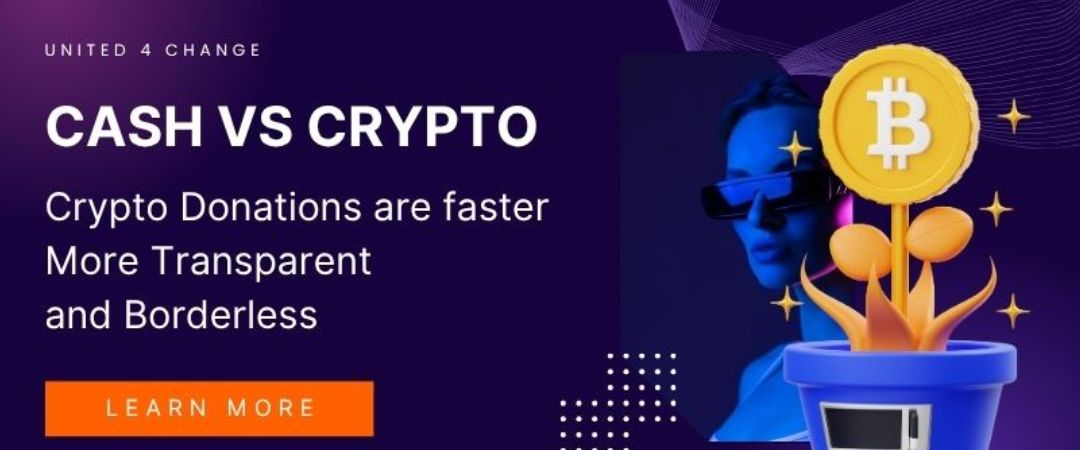 UNITED 4 CHANGE
CASH VS CRYPTO
Crypto Donations are faster
More Transparent
and Borderless
LEARN MORE